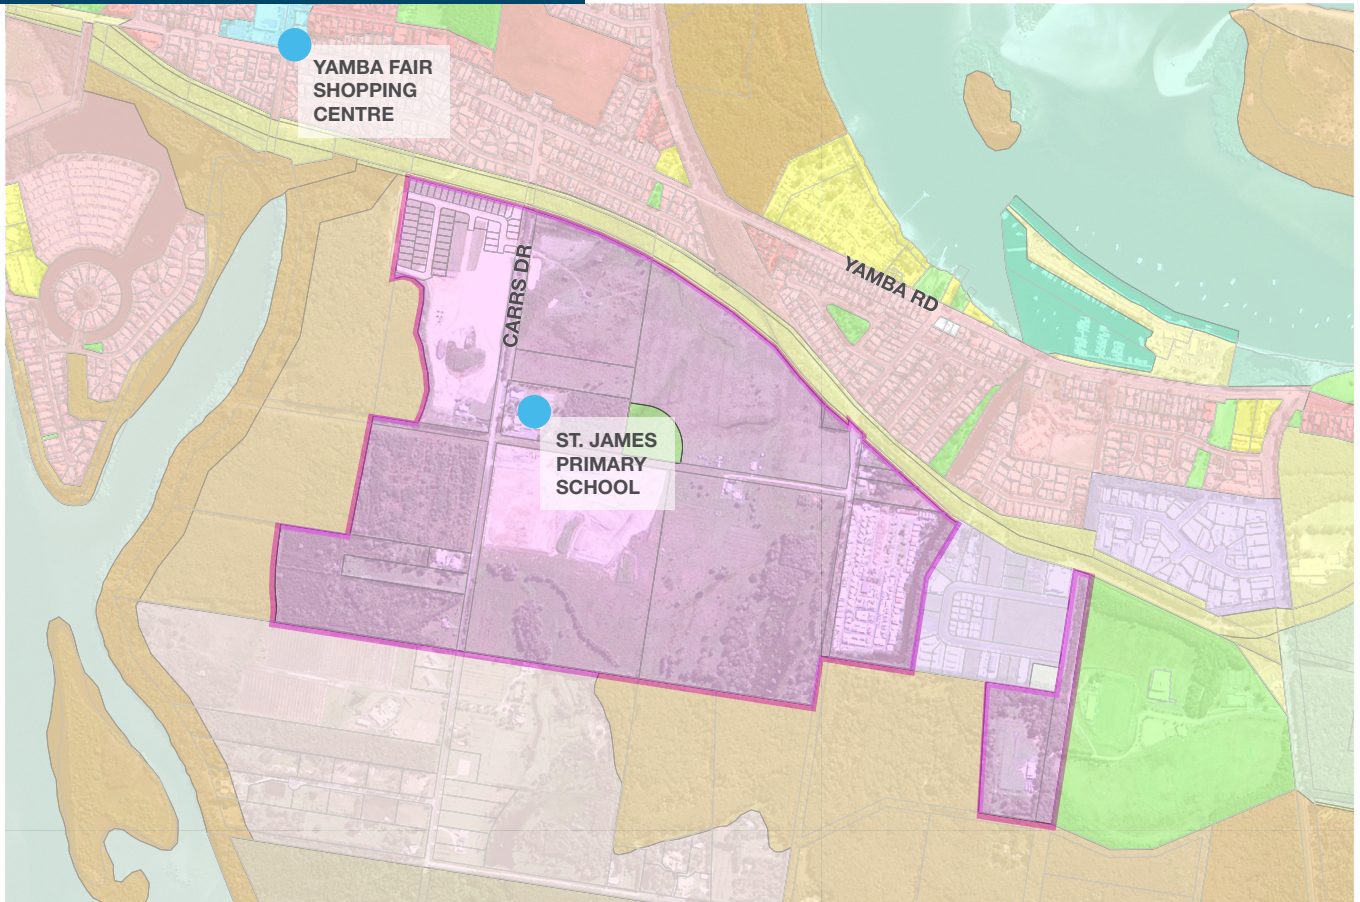 YAMBA FAIR
SHOPPING
CENTRE
CARRS DR
YAMBA RD
ST. JAMES
PRIMARY
SCHOOL